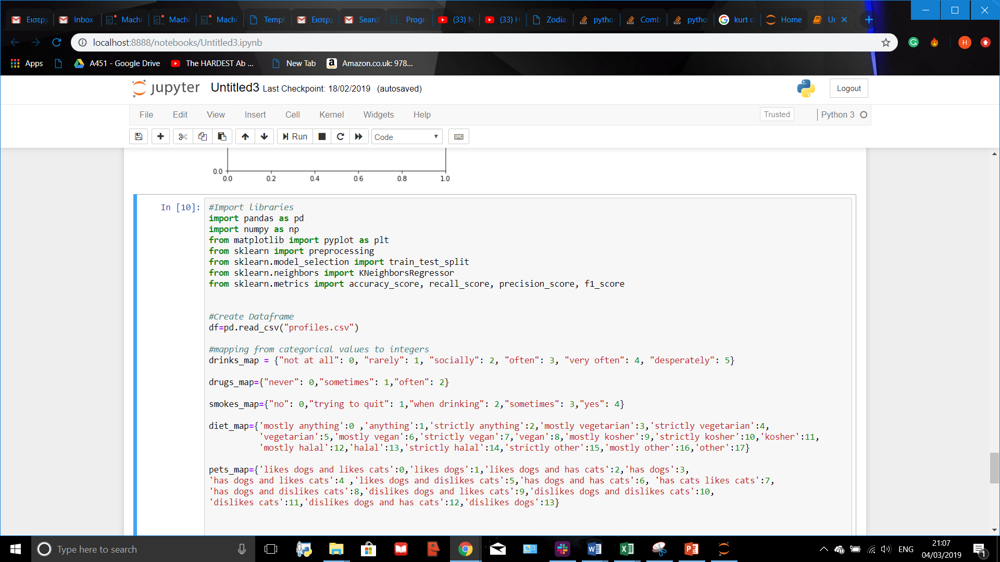 Εισερχ
Inbox
Machi
Machi
Machi
Templ
Εισερχ
Search
Progra
(33) N
(33) H
Zodia
pytho
Comb
pytho
kurt c
Home
Un
localhost:8888/notebooks/Untitled3.ipynb
H
Apps
A451 - Google Drive
The HARDEST Ab ...
New Tab
Amazon.co.uk: 978...
jupyter
Untitled3 Last Checkpoint: 18/02/2019 (autosaved)
Logout
File Edit View Insert Cell Kernel Widgets Help
Trusted
Python 3
Run
Code
0.0
0.0 0.2 0.4 0.6 0.8 1.0
In [10]:
#Import libraries
import pandas as pd
import numpy as np
from matplotlib import pyplot as plt
from sklearn import preprocessing
from sklearn.model_selection import train_test_split
from sklearn.neighbors import KNeighborsRegressor
from sklearn.metrics import accuracy_score, recall_score, precision_score, f1_score
#Create Dataframe
df=pd.read_csv("profiles.csv")
#mapping from categorical values to integers
drinks_map = {"not at all": 0, "rarely": 1, "socially": 2, "often": 3, "very often": 4, "desperately": 5}
drugs_map={"never": 0,"sometimes": 1,"often": 2}
smokes_map={"no": 0,"trying to quit": 1,"when drinking": 2,"sometimes": 3,"yes": 4}
diet_map={'mostly anything':0 ,'anything':1,'strictly anything':2,'mostly vegetarian':3,'strictly vegetarian':4,
'vegetarian':5,'mostly vegan':6,'strictly vegan':7,'vegan':8,'mostly kosher':9,'strictly kosher':10,'kosher':11,
'mostly halal':12,'halal':13,'strictly halal':14,'strictly other':15,'mostly other':16,'other':17}
pets_map={'likes dogs and likes cats':0,'likes dogs':1,'likes dogs and has cats':2,'has dogs':3,
'has dogs and likes cats':4 ,'likes dogs and dislikes cats':5,'has dogs and has cats':6, 'has cats likes cats':7,
'has dogs and dislikes cats':8,'dislikes dogs and likes cats':9,'dislikes dogs and dislikes cats':10,
'dislikes cats':11,'dislikes dogs and has cats':12,'dislikes dogs':13}
Type here to search
ENG
21:07
04/03/2019
1